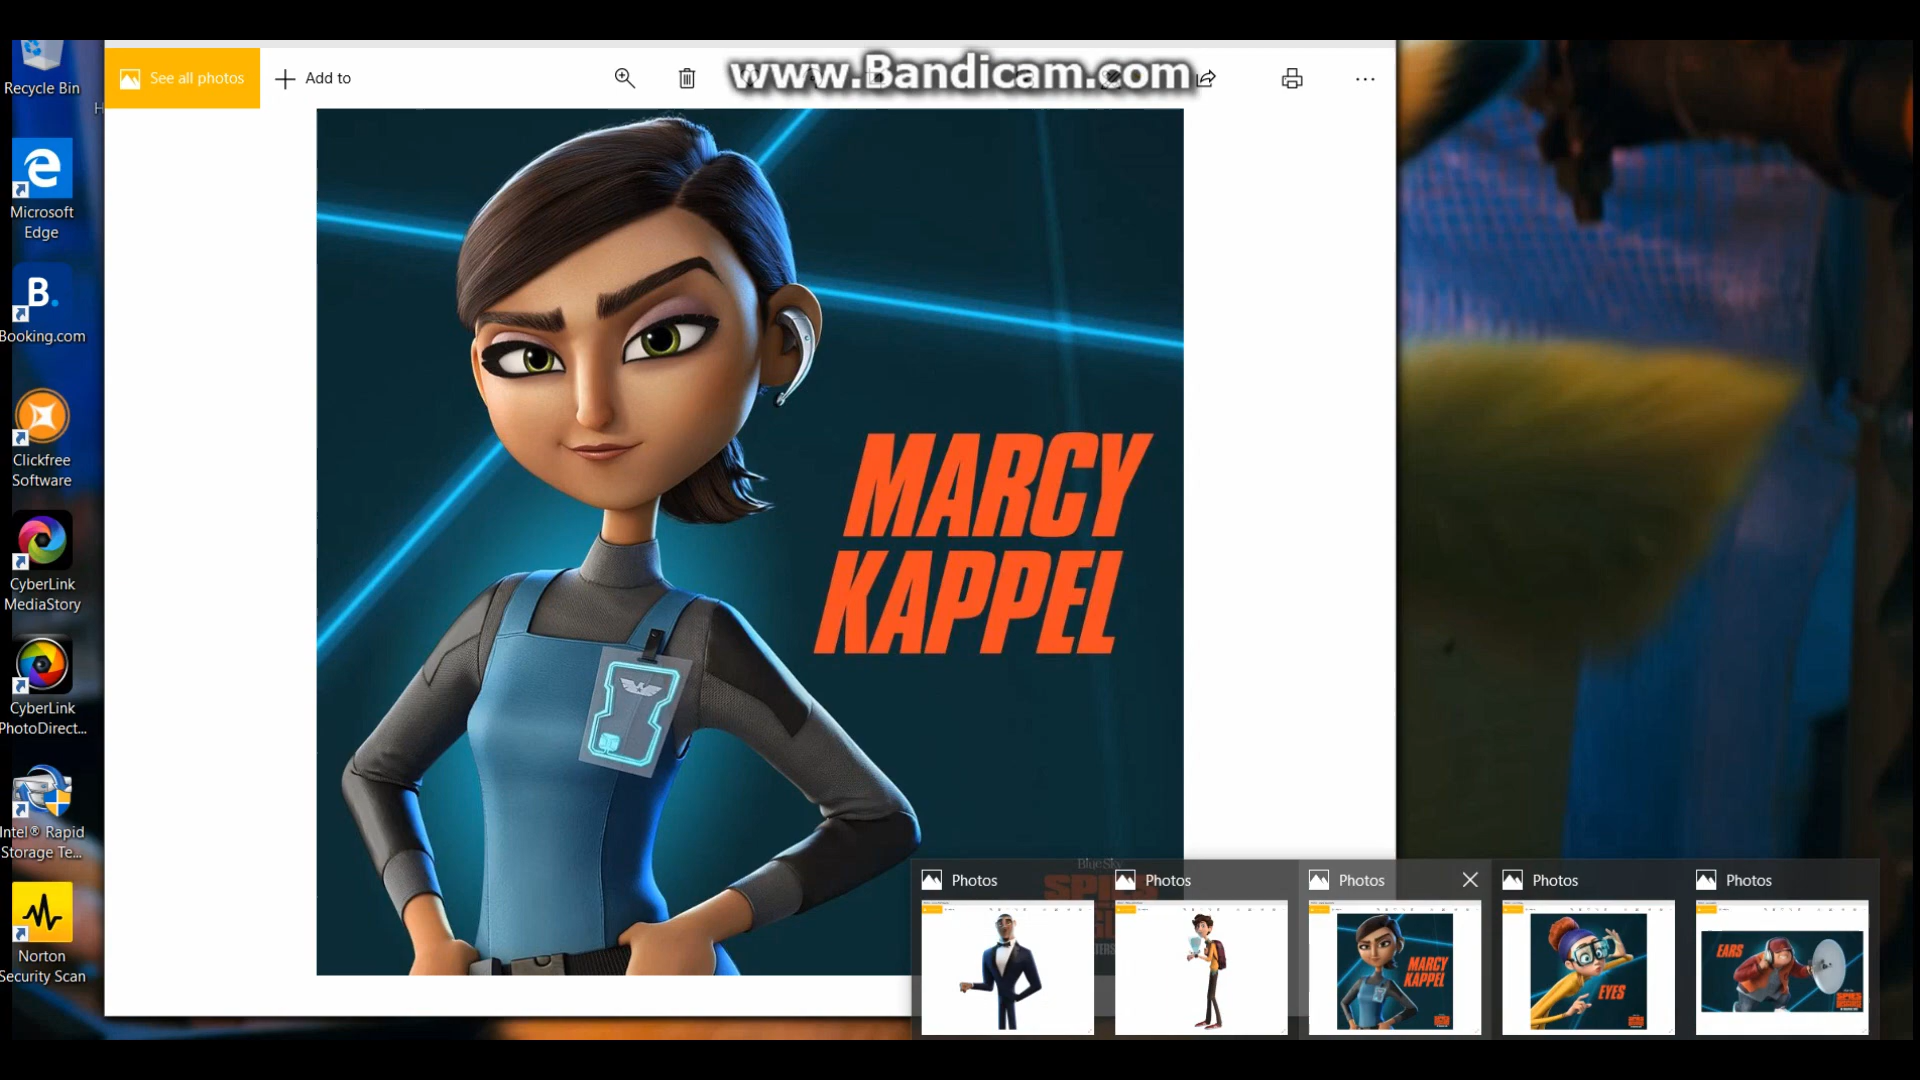 www.Bandicam.com
See all photos
Add to
Recycle Bin
H
Microsoft
Edge
B.
Booking.com
Clickfree
Software
CyberLink
MediaStory
CyberLink
PhotoDirect...
Intel® Rapid
Storage Te...
Norton
Security Scan
MARCY
KAPPEL
BlueSky
SPIES
Photos
Photos
Photos
Photos
Photos
MARCY
KAPPEL
EYES
EARS